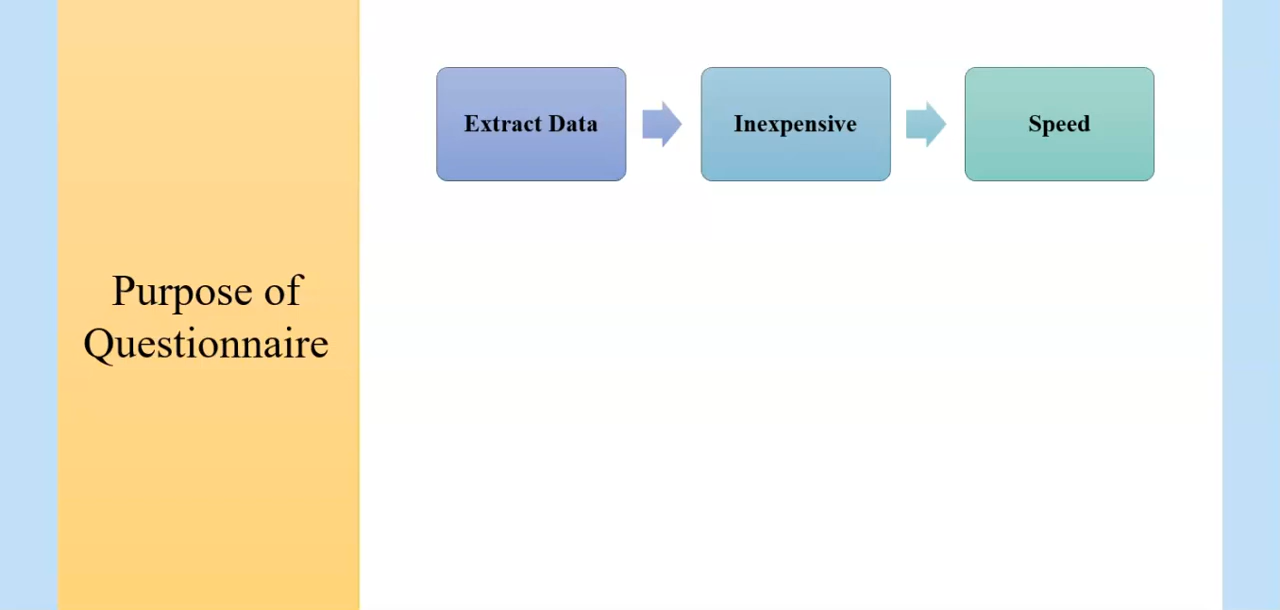 Purpose of
Questionnaire
Extract Data
Inexpensive
Speed